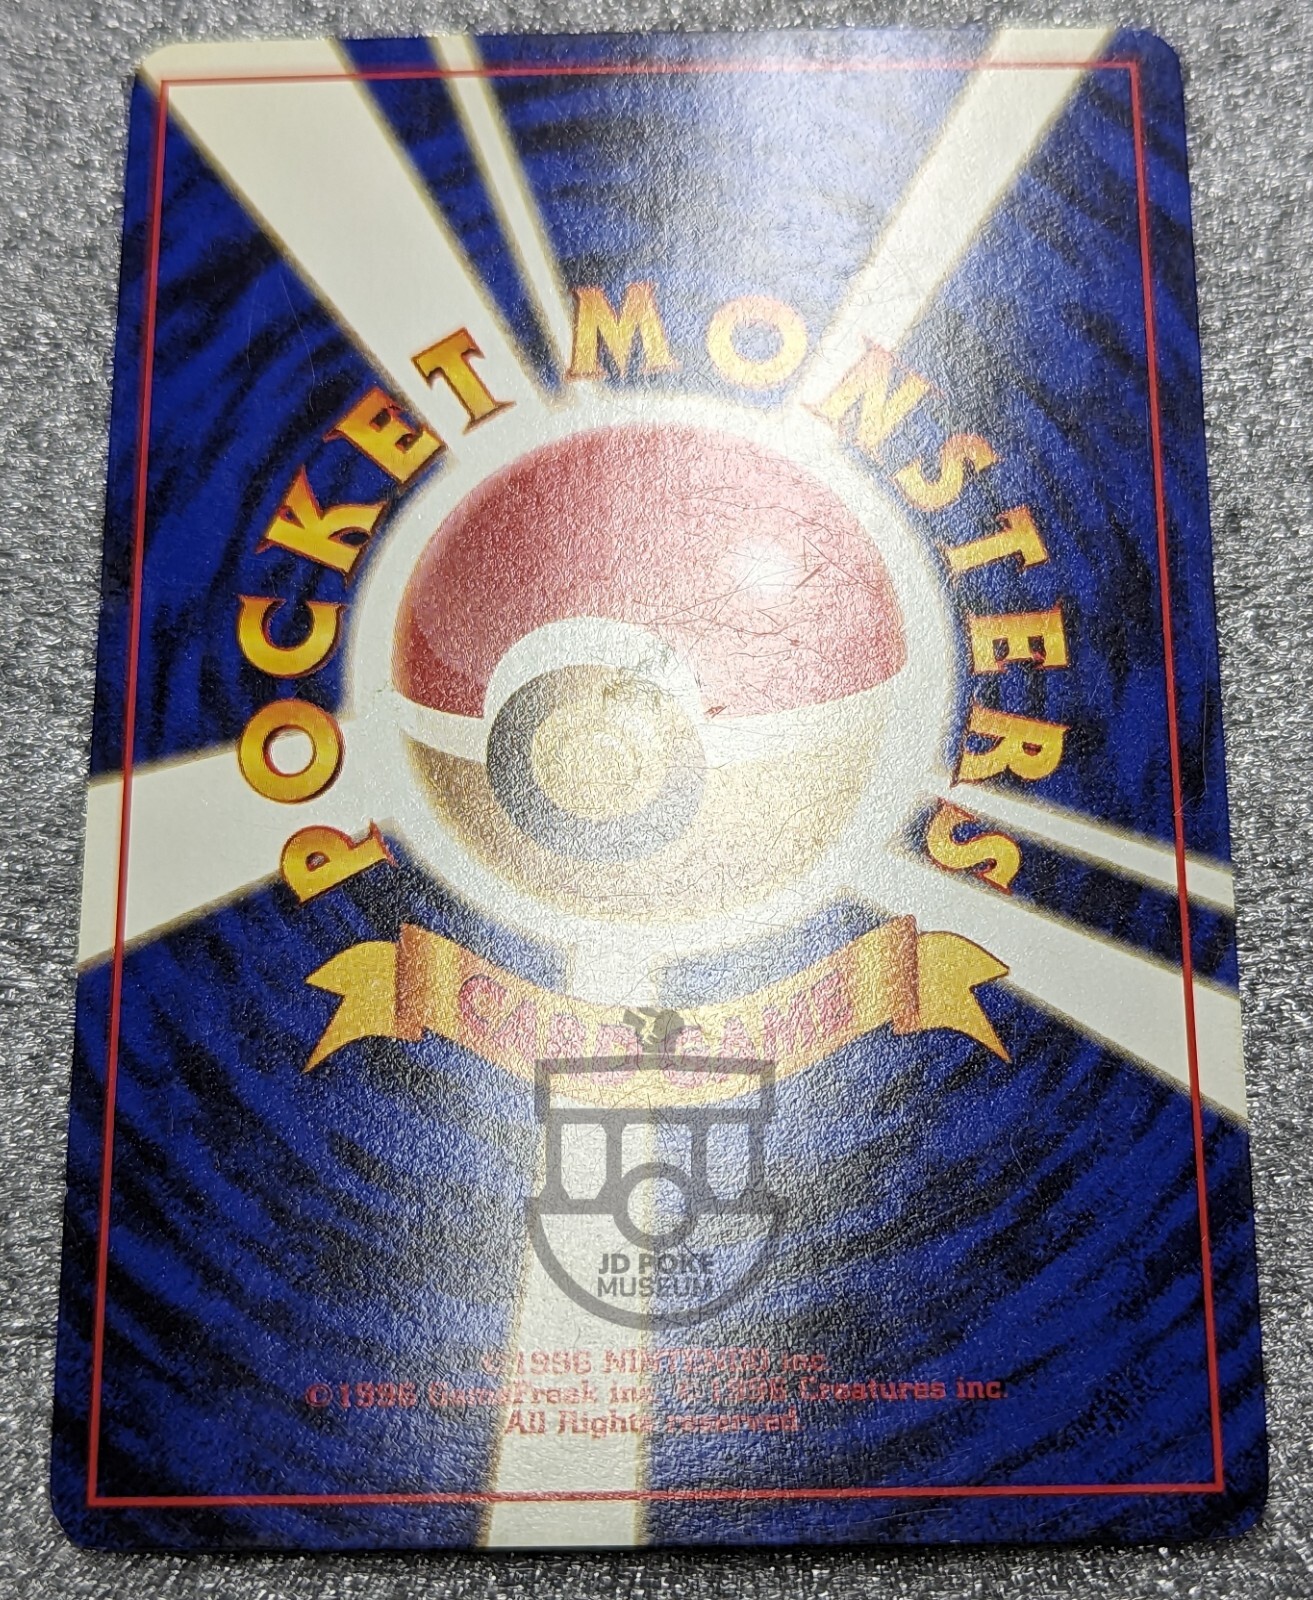 POCKET MONSTERS
CARD GAME
JD POKE
MUSEUM
©1996 NINTENDO inc.
©1996 GameFreak inc. ©1996 Creatures inc.
All Rights reserved.